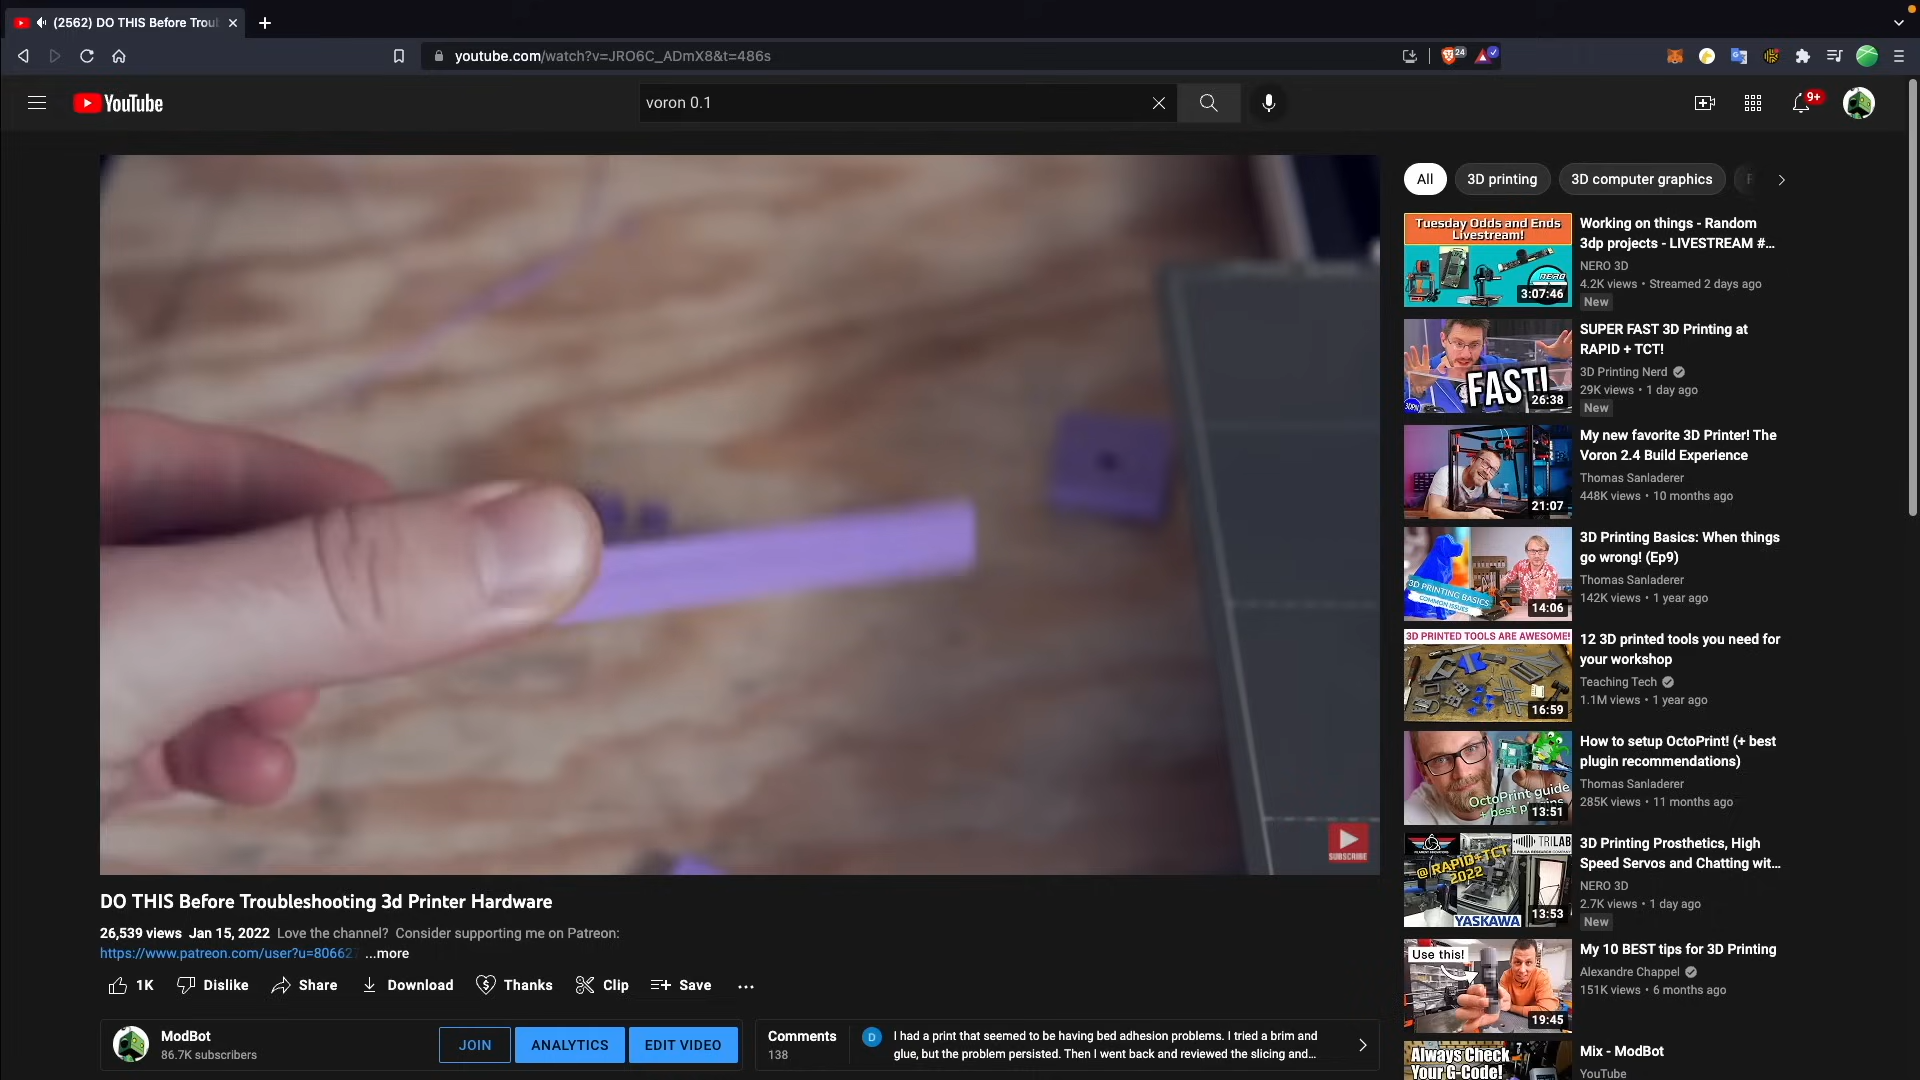 (2562) DO THIS Before Trou
youtube.com/watch?v=JRO6C_ADmX8&t=486s
24
YouTube
voron 0.1
9+
All
3D printing
3D computer graphics
Tuesday Odds and Ends
Livestream!
NERO
3:07:46
Working on things - Random
3dp projects - LIVESTREAM #...
NERO 3D
4.2K views • Streamed 2 days ago
New
FAST!
26:38
SUPER FAST 3D Printing at
RAPID + TCT!
3D Printing Nerd
29K views • 1 day ago
New
21:07
My new favorite 3D Printer! The
Voron 2.4 Build Experience
Thomas Sanladerer
448K views • 10 months ago
3D PRINTING BASICS
COMMON ISSUES
14:06
3D Printing Basics: When things
go wrong! (Ep9)
Thomas Sanladerer
142K views • 1 year ago
3D PRINTED TOOLS ARE AWESOME!
16:59
12 3D printed tools you need for
your workshop
Teaching Tech
1.1M views • 1 year ago
OctoPrint guide
+ best
13:51
How to setup OctoPrint! (+ best
plugin recommendations)
Thomas Sanladerer
285K views • 11 months ago
TRILAB
@ RAPID+TCT
2022
YASKAWA
13:53
3D Printing Prosthetics, High
Speed Servos and Chatting wit...
NERO 3D
2.7K views • 1 day ago
New
Use this!
19:45
My 10 BEST tips for 3D Printing
Alexandre Chappel
151K views • 6 months ago
Always Check
Your G-Code!
Mix - ModBot
YouTube
SUBSCRIBE
DO THIS Before Troubleshooting 3d Printer Hardware
26,539 views Jan 15, 2022 Love the channel? Consider supporting me on Patreon:
https://www.patreon.com/user?u=80662 ...more
1K
Dislike
Share
Download
Thanks
Clip
Save
ModBot
86.7K subscribers
JOIN
ANALYTICS
EDIT VIDEO
Comments
138
D
I had a print that seemed to be having bed adhesion problems. I tried a brim and
glue, but the problem persisted. Then I went back and reviewed the slicing and...